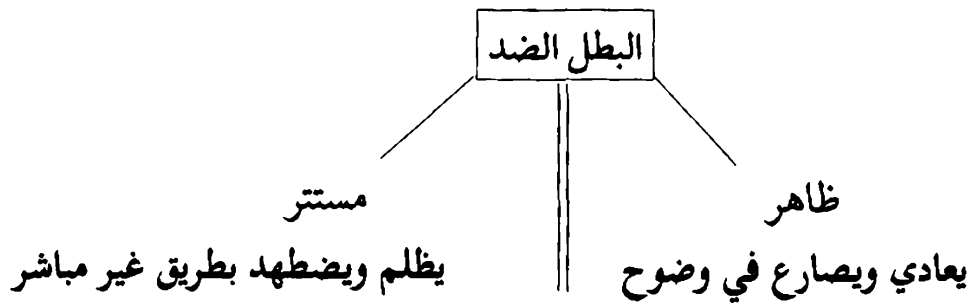 البطل الضد
ظاهر
يعادي ويصارع في وضوح
مستتر
يظلم ويضطهد بطريق غير مباشر